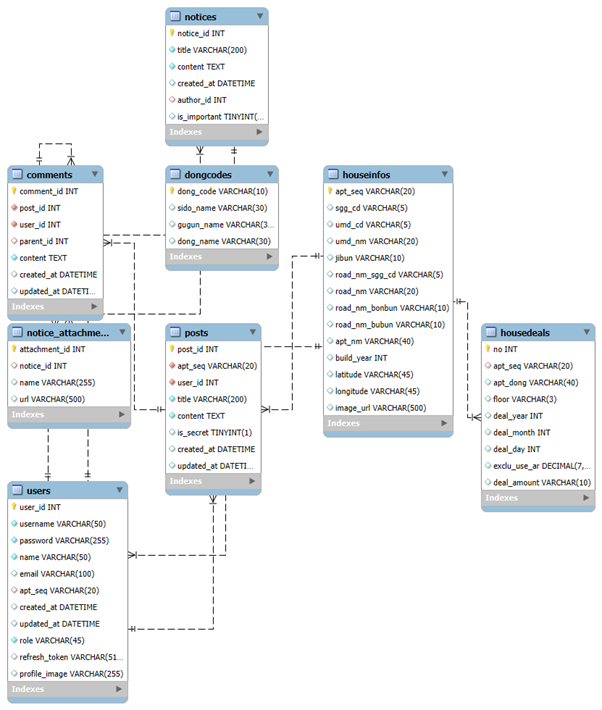 notices
notice_id INT
title VARCHAR(200)
content TEXT
created_at DATETIME
author_id INT
is_important TINYINT(...
Indexes
comments
comment_id INT
post_id INT
user_id INT
parent_id INT
content TEXT
created_at DATETIME
updated_at DATETI...
Indexes
dongcodes
dong_code VARCHAR(10)
sido_name VARCHAR(30)
gugun_name VARCHAR(3...
dong_name VARCHAR(30)
Indexes
houseinfos
apt_seq VARCHAR(20)
sgg_cd VARCHAR(5)
umd_cd VARCHAR(5)
umd_nm VARCHAR(20)
jibun VARCHAR(10)
road_nm_sgg_cd VARCHAR(5)
road_nm VARCHAR(20)
road_nm_bonbun VARCHAR(10)
road_nm_bubun VARCHAR(10)
apt_nm VARCHAR(40)
build_year INT
latitude VARCHAR(45)
longitude VARCHAR(45)
image_url VARCHAR(500)
Indexes
notice_attachme...
attachment_id INT
notice_id INT
name VARCHAR(255)
url VARCHAR(500)
Indexes
posts
post_id INT
apt_seq VARCHAR(20)
user_id INT
title VARCHAR(200)
content TEXT
is_secret TINYINT(1)
created_at DATETIME
updated_at DATETI...
Indexes
housedeals
no INT
apt_seq VARCHAR(20)
apt_dong VARCHAR(40)
floor VARCHAR(3)
deal_year INT
deal_month INT
deal_day INT
exclu_use_ar DECIMAL(7,...
deal_amount VARCHAR(10)
Indexes
users
user_id INT
username VARCHAR(50)
password VARCHAR(255)
name VARCHAR(50)
email VARCHAR(100)
apt_seq VARCHAR(20)
created_at DATETIME
updated_at DATETIME
role VARCHAR(45)
refresh_token VARCHAR(51...
profile_image VARCHAR(255)
Indexes